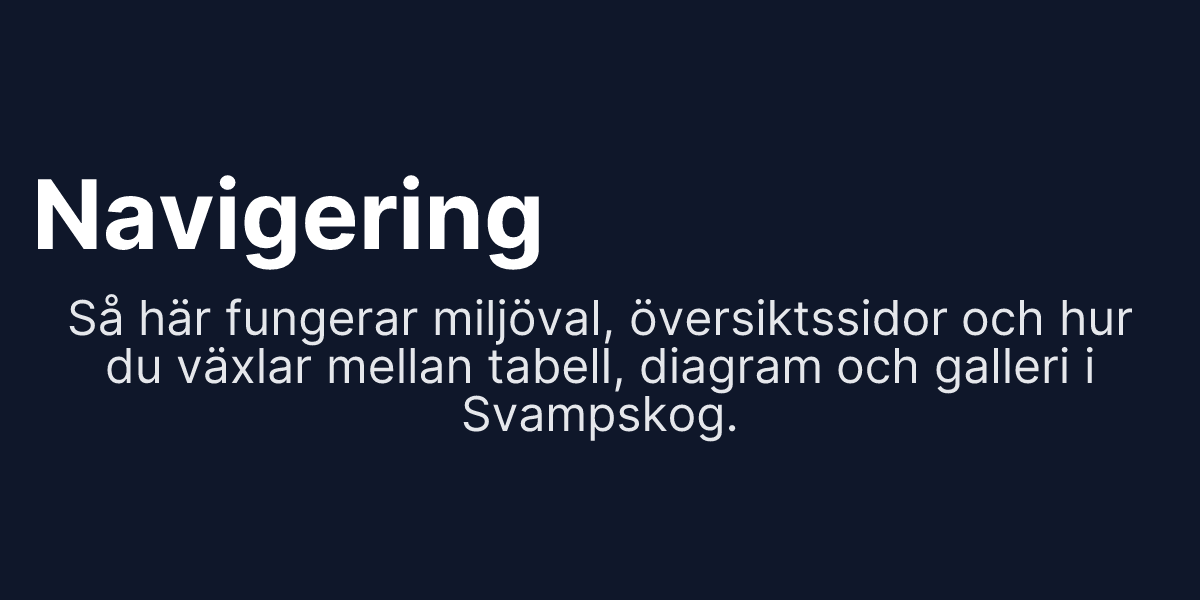 Navigering
Så här fungerar miljöval, översiktssidor och hur
du växlar mellan tabell, diagram och galleri i
Svampskog.